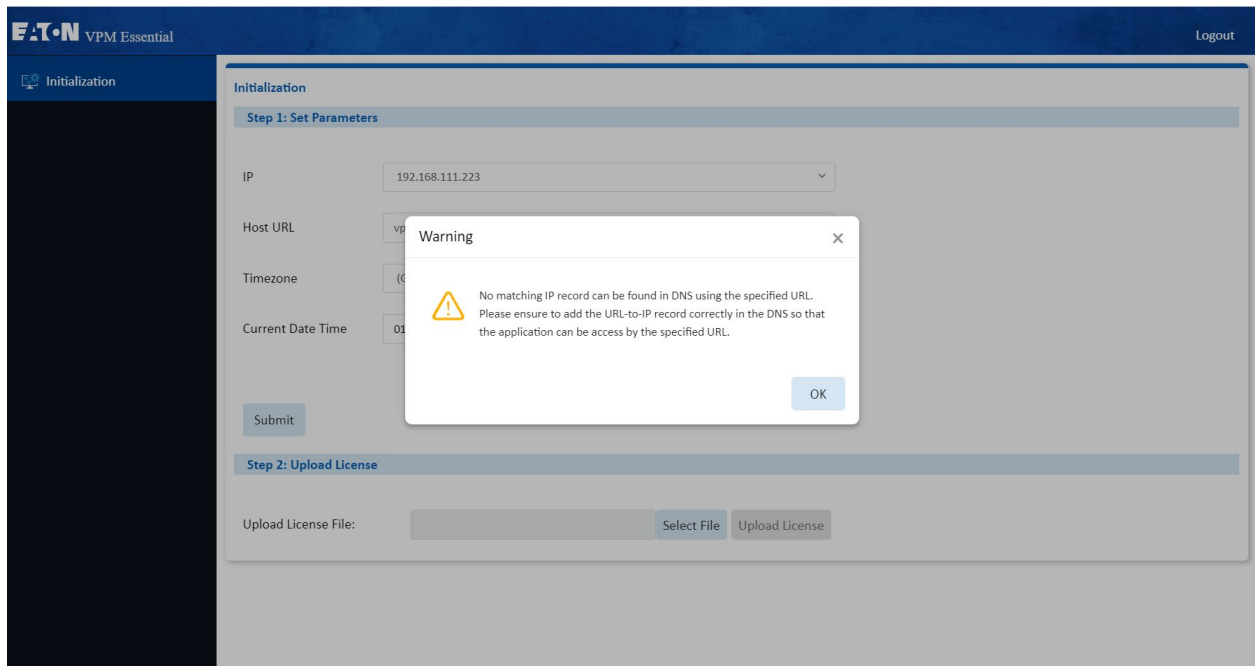 EATON VPM Essential
Logout
Initialization
Initialization
Step 1: Set Parameters
IP
192.168.111.223
Host URL
vp
Timezone
(G
Current Date Time
01
Warning
No matching IP record can be found in DNS using the specified URL.
Please ensure to add the URL-to-IP record correctly in the DNS so that
the application can be access by the specified URL.
OK
Submit
Step 2: Upload License
Upload License File:
Select File
Upload License